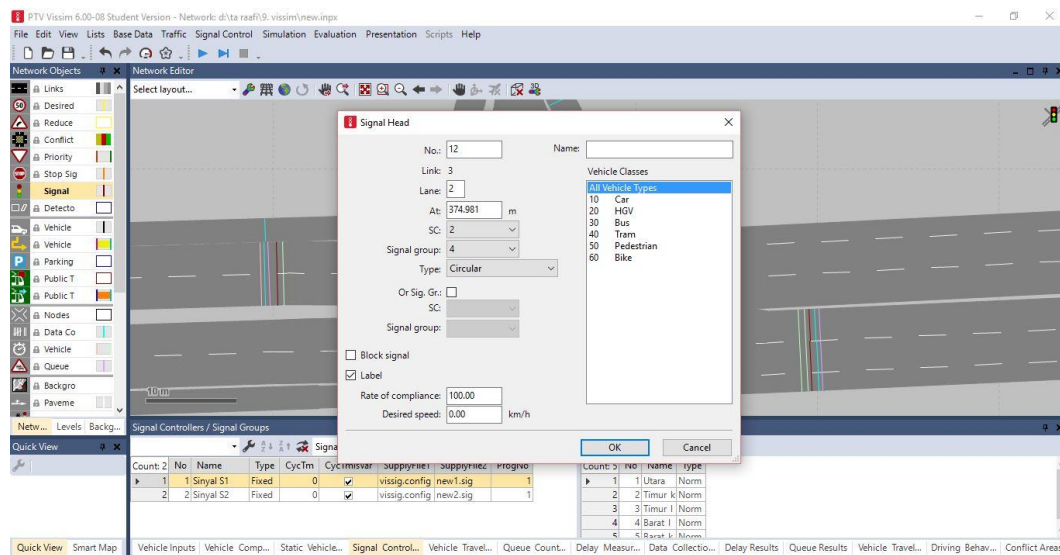 PTV Vissim 6.00-08 Student Version - Network: d:\ta raafi\9. vissim\new.inpx
File Edit View Lists Base Data Traffic Signal Control Simulation Evaluation Presentation Scripts Help
Network Objects
Network Editor
Select layout...
Links
Desired
Reduce
Conflict
Priority
Stop Sig
Signal
Detecto
Vehicle
Vehicle
Parking
Public T
Public T
Nodes
Data Co
Vehicle
Queue
Backgro
Paveme
Netw... Levels Backg...
10 m
Signal Head
No.: 12
Name:
Link: 3
Lane: 2
At: 374.981 m
SC: 2
Signal group: 4
Type: Circular
Or Sig. Gr.:
SC:
Signal group:
Block signal
Label
Rate of compliance: 100.00
Desired speed: 0.00 km/h
Vehicle Classes
All Vehicle Types
10 Car
20 HGV
30 Bus
40 Tram
50 Pedestrian
60 Bike
OK Cancel
Quick View
Signal Controllers / Signal Groups
Signa
Count: 2 No Name Type CycTm CycTmIsVar SupplyFile1 SupplyFile2 ProgNo
1 1 Sinyal S1 Fixed 0 vissig.config new1.sig 1
2 2 Sinyal S2 Fixed 0 vissig.config new2.sig 1
Count: 5 No Name Type
1 1 Utara Norm
2 2 Timur k Norm
3 3 Timur l Norm
4 4 Barat l Norm
5 5 Barat k Norm
Quick View Smart Map
Vehicle Inputs Vehicle Comp... Static Vehicle... Signal Control... Vehicle Travel... Queue Count... Delay Measur... Data Collectio... Delay Results Queue Results Vehicle Travel... Driving Behav... Conflict Area